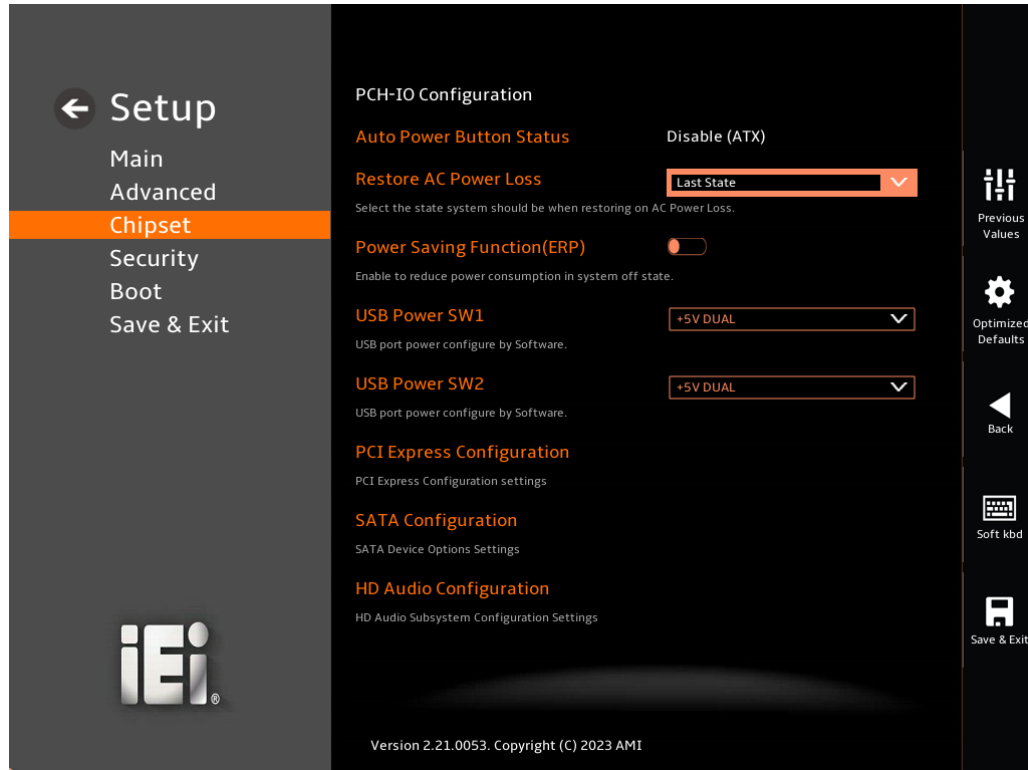 Setup
Main
Advanced
Chipset
Security
Boot
Save & Exit
iEi®
PCH-IO Configuration
Auto Power Button Status Disable (ATX)
Restore AC Power Loss Last State
Select the state system should be when restoring on AC Power Loss.
Power Saving Function(ERP)
Enable to reduce power consumption in system off state.
USB Power SW1 +5V DUAL
USB port power configure by Software.
USB Power SW2 +5V DUAL
USB port power configure by Software.
PCI Express Configuration
PCI Express Configuration settings
SATA Configuration
SATA Device Options Settings
HD Audio Configuration
HD Audio Subsystem Configuration Settings
Version 2.21.0053. Copyright (C) 2023 AMI
Previous
Values
Optimized
Defaults
Back
Soft kbd
Save & Exit